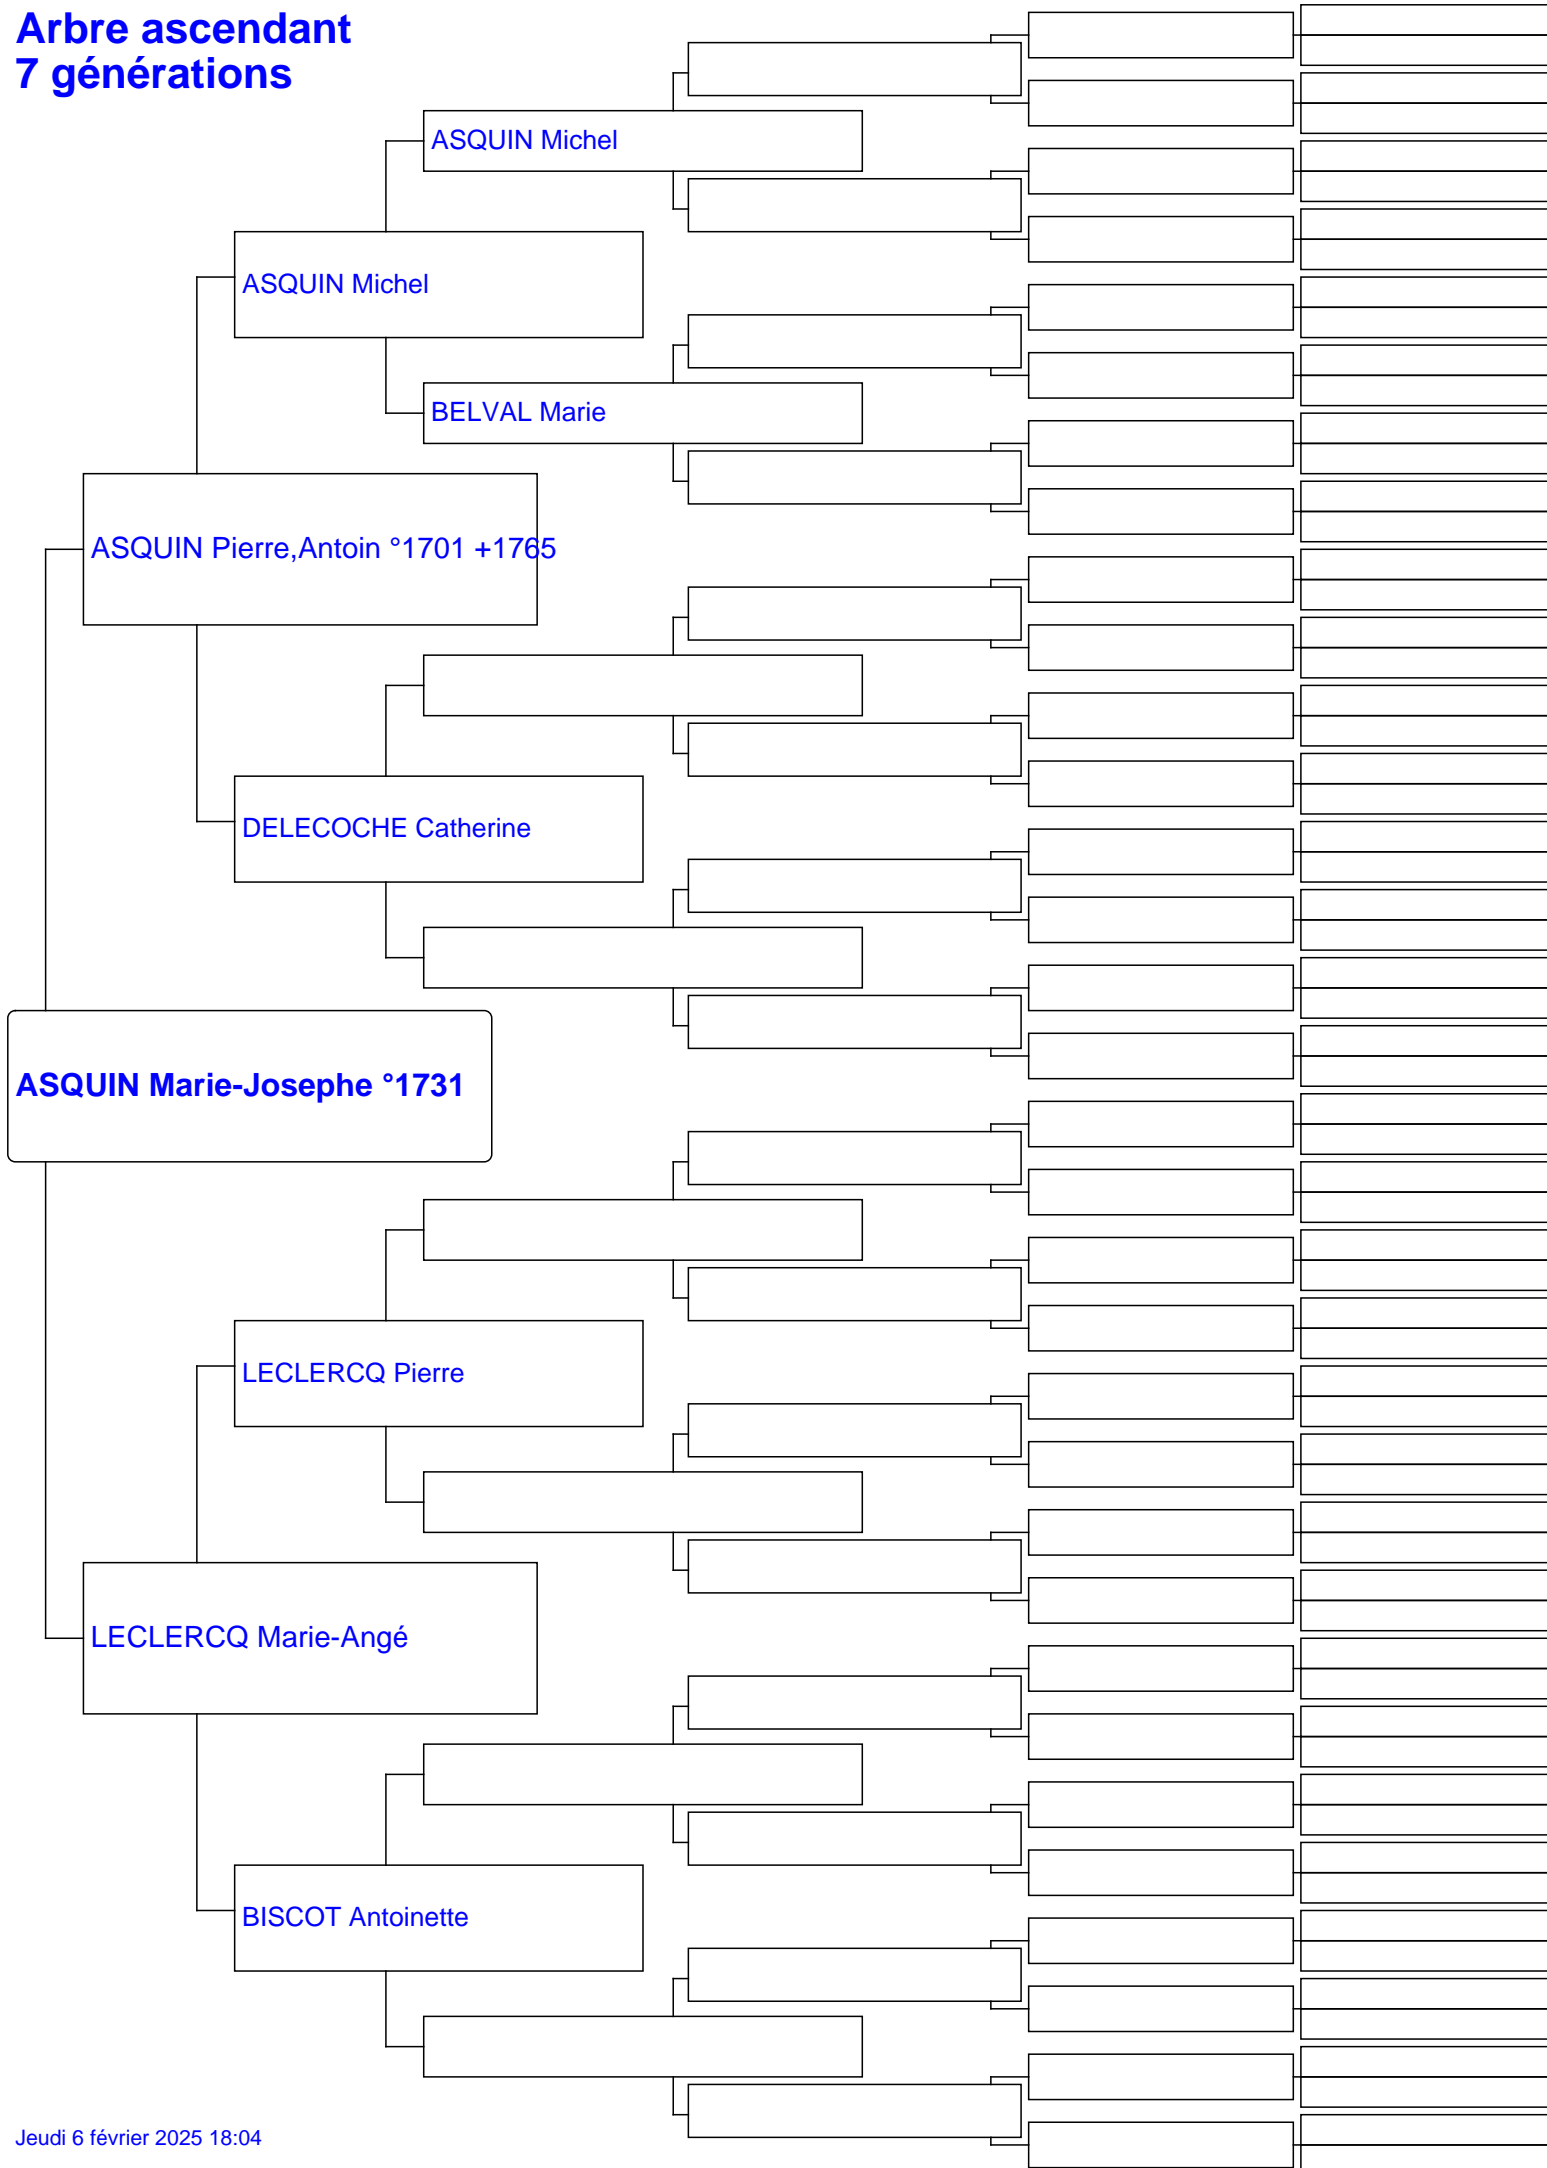 Arbre ascendant
7 générations
ASQUIN Michel
ASQUIN Michel
BELVAL Marie
ASQUIN Pierre,Antoin °1701 +1765
DELECOCHE Catherine
ASQUIN Marie-Josephe °1731
LECLERCQ Pierre
LECLERCQ Marie-Angé
BISCOT Antoinette
Jeudi 6 février 2025 18:04